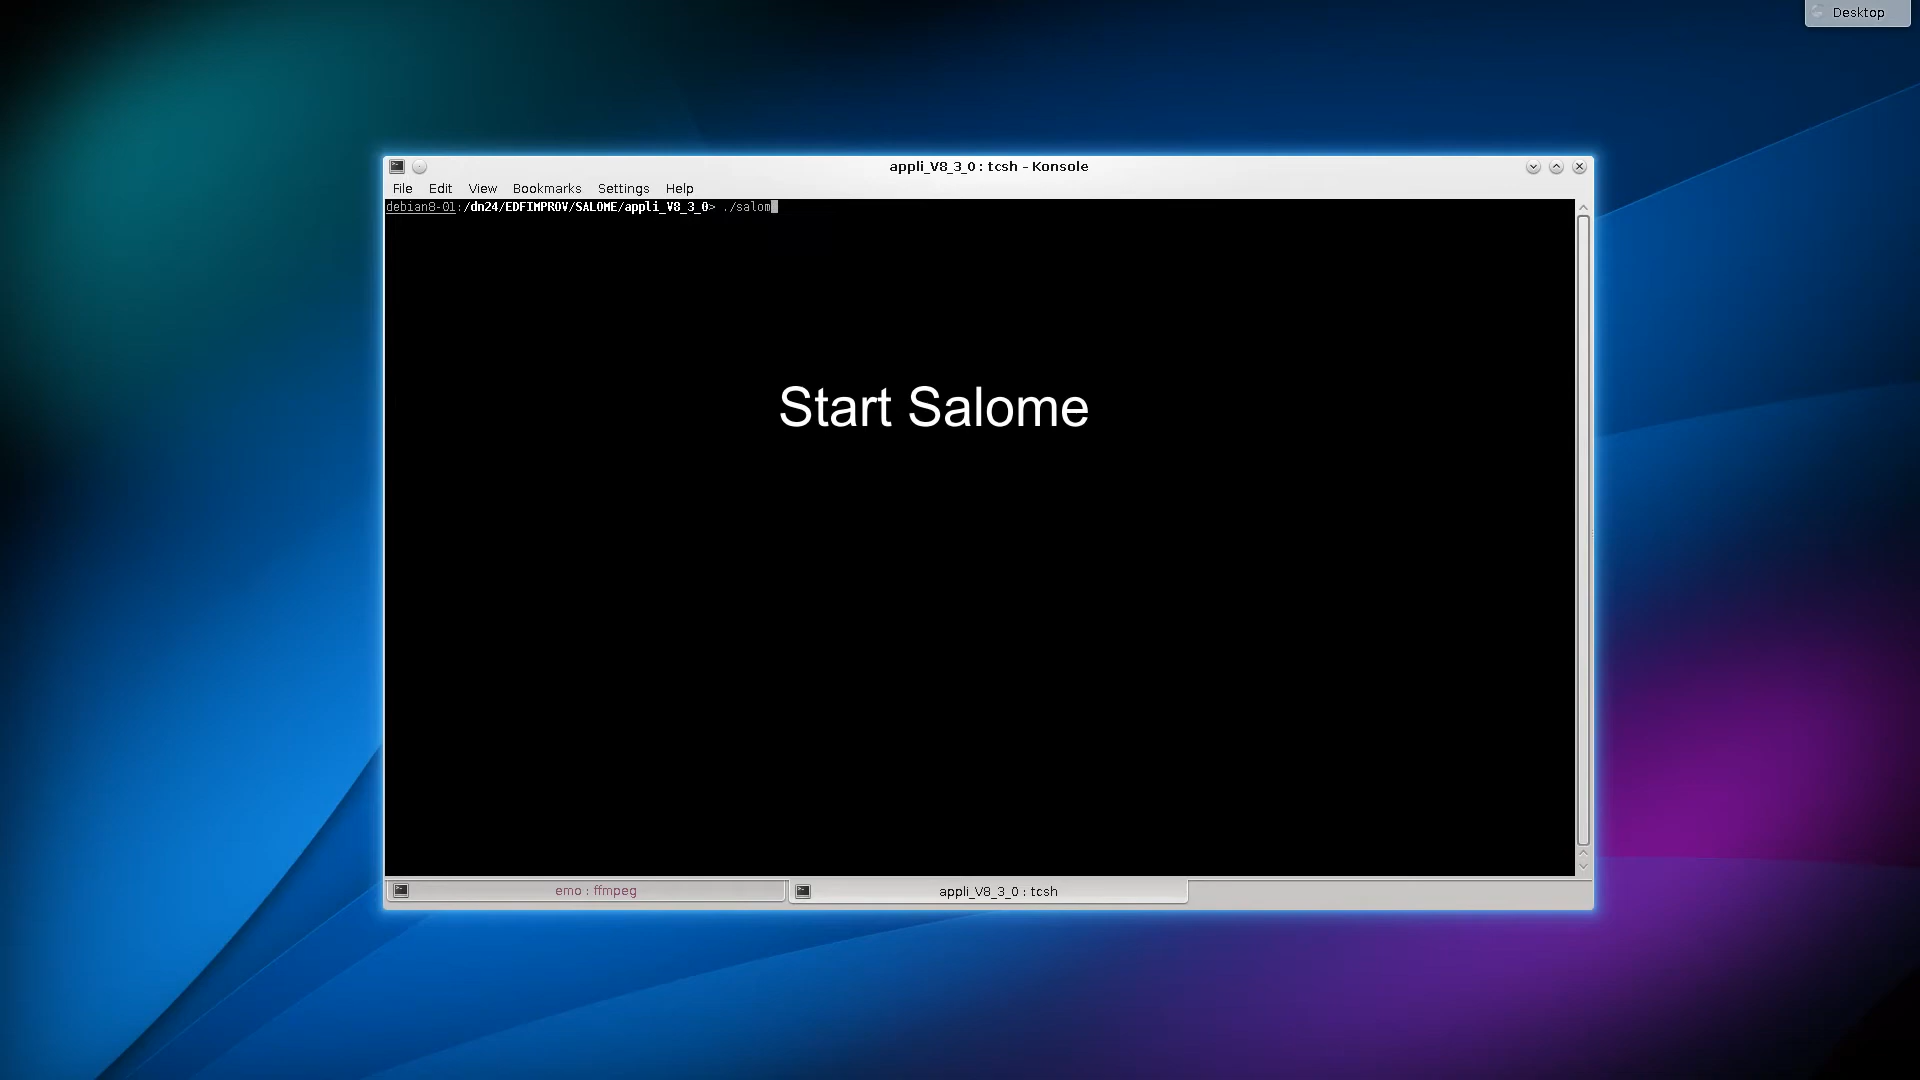 Desktop
appli_V8_3_0 : tcsh – Konsole
File Edit View Bookmarks Settings Help
debian8-01:/dn24/EDFIMPROV/SALOME/appli_V8_3_0> ./salom
Start Salome
emo : ffmpeg
appli_V8_3_0 : tcsh